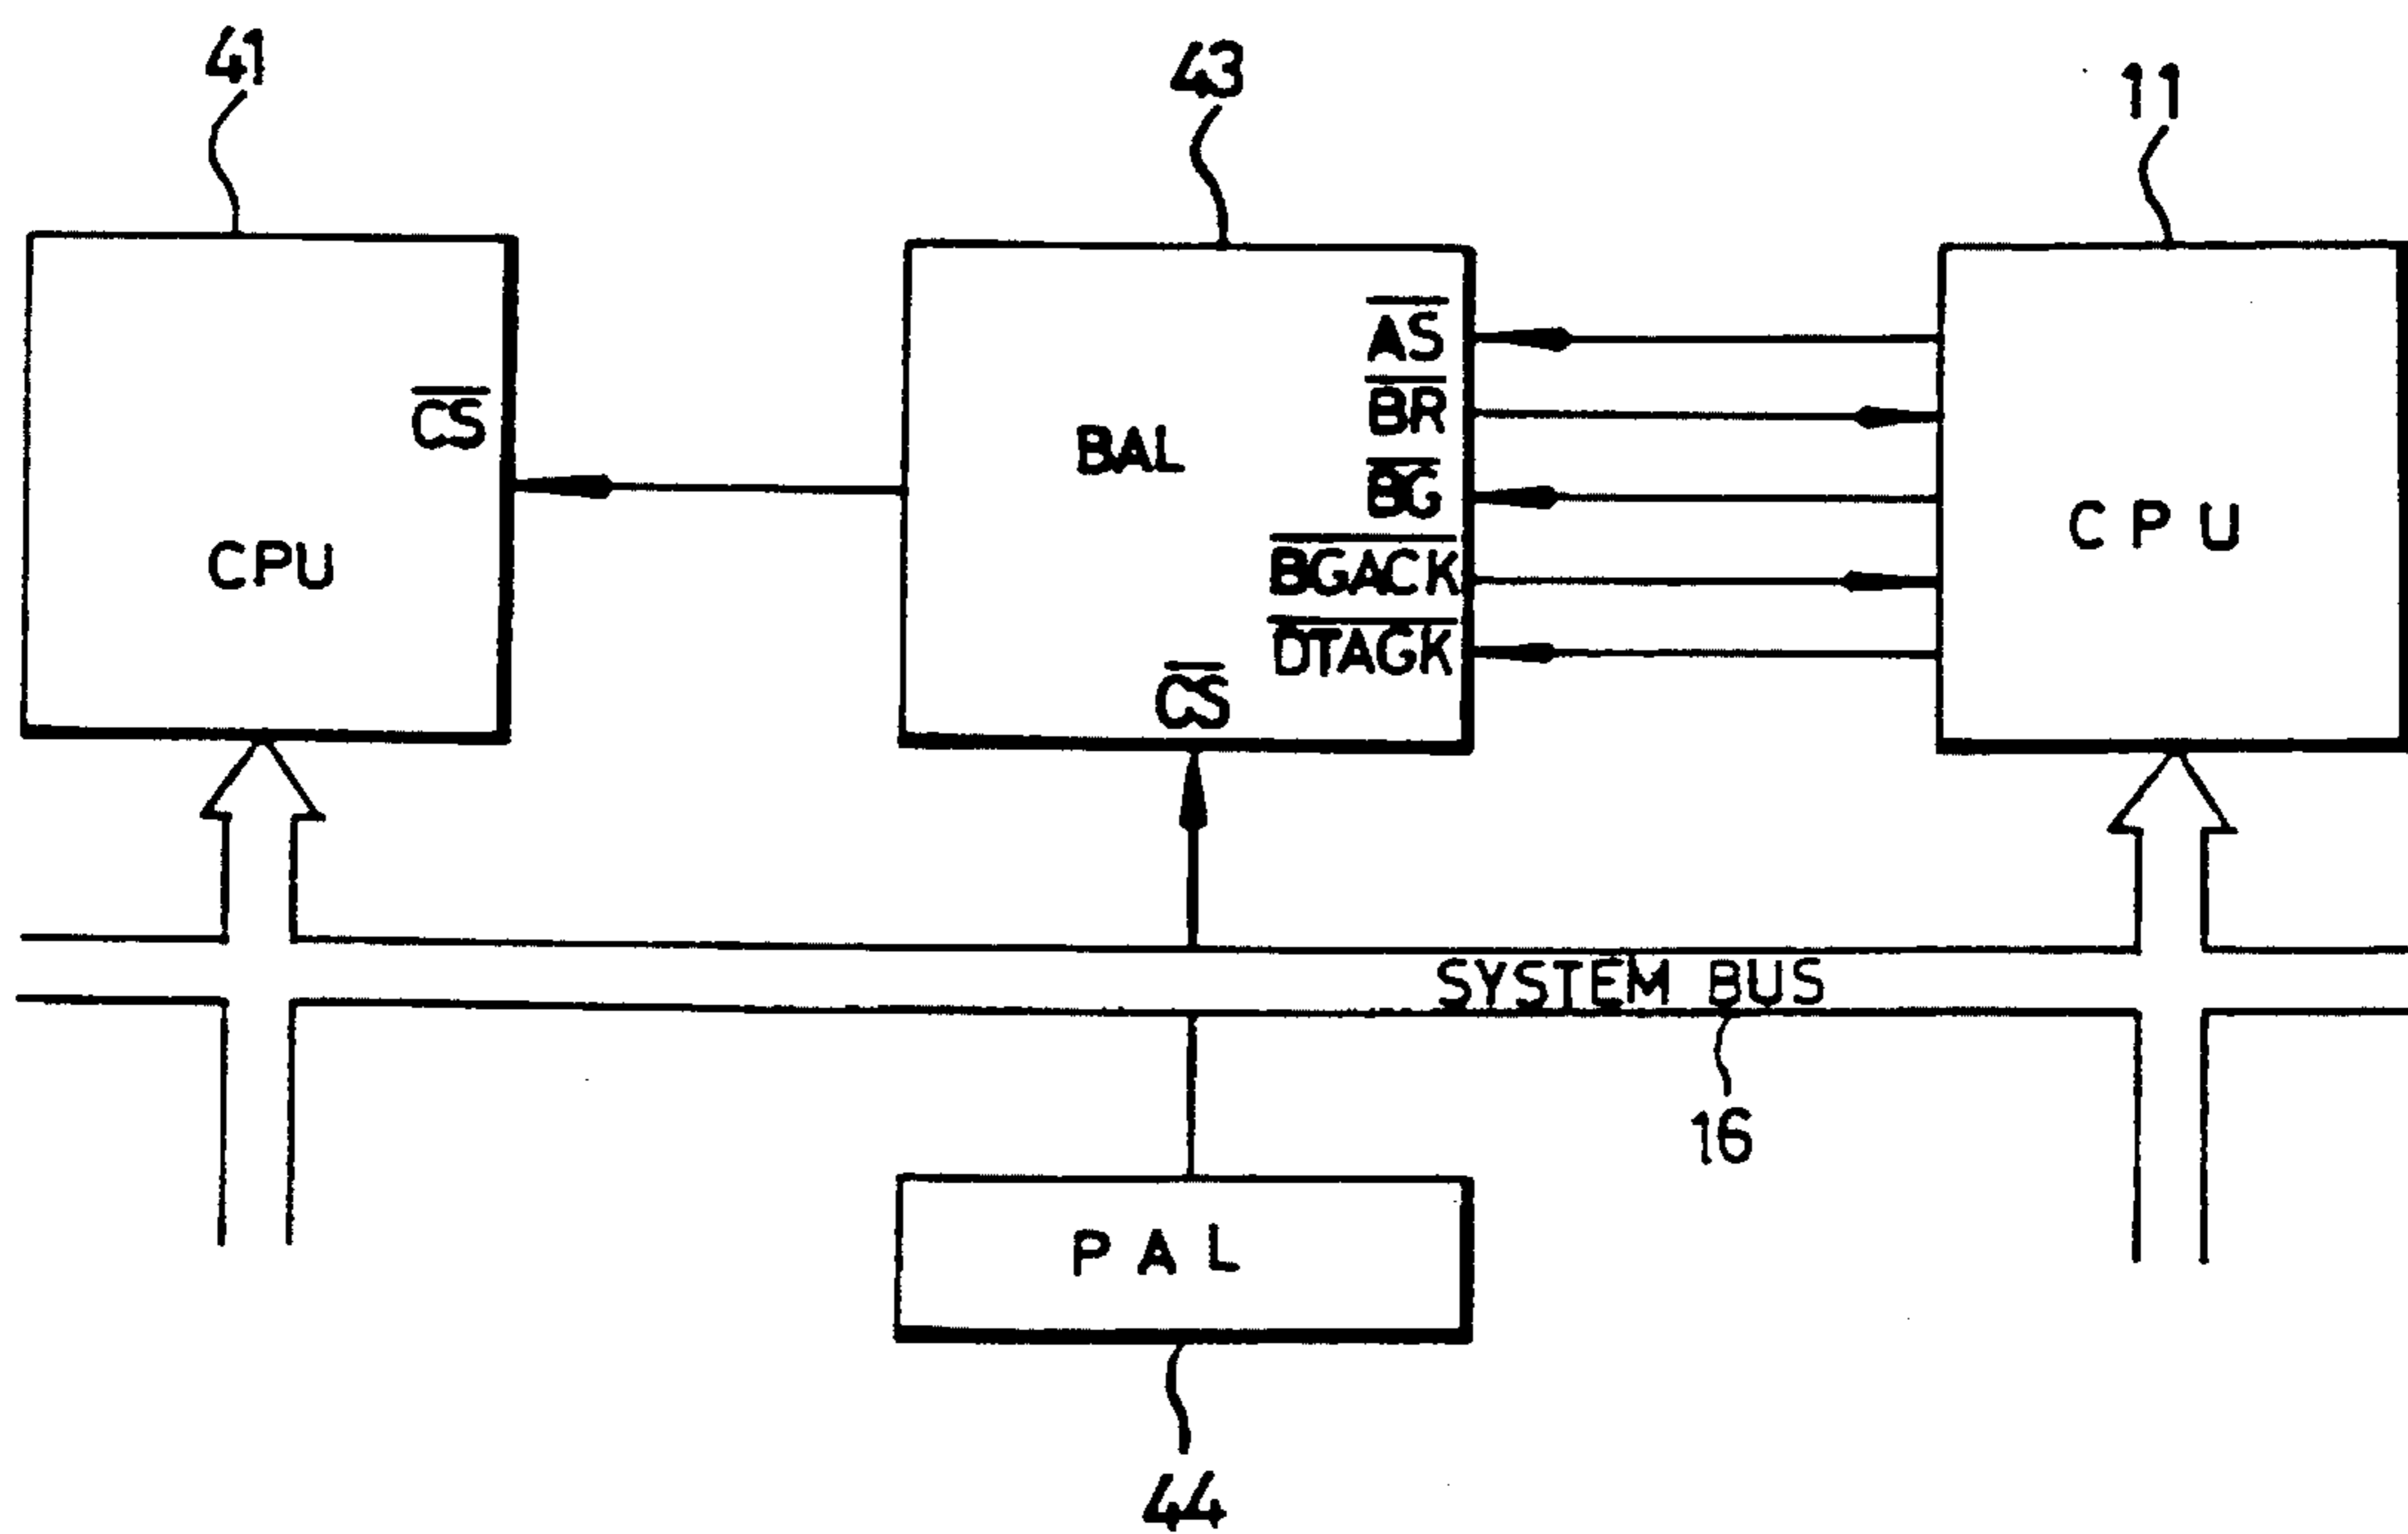 41
43
11
AS
BR
CS
BAL
BG
CPU
CPU
BGACK
DTAGK
CS
SYSTEM BUS
16
PAL
44